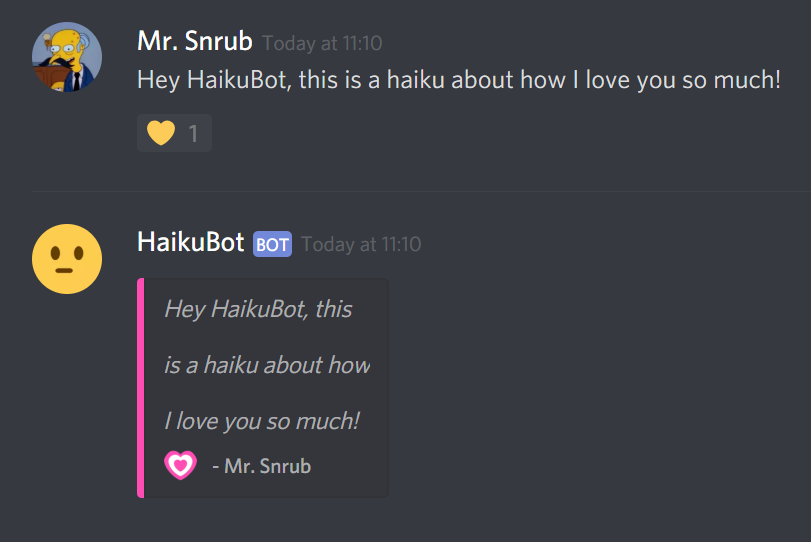 Mr. Snrub Today at 11:10
Hey HaikuBot, this is a haiku about how I love you so much!
1
HaikuBot BOT Today at 11:10
Hey HaikuBot, this
is a haiku about how
I love you so much!
- Mr. Snrub